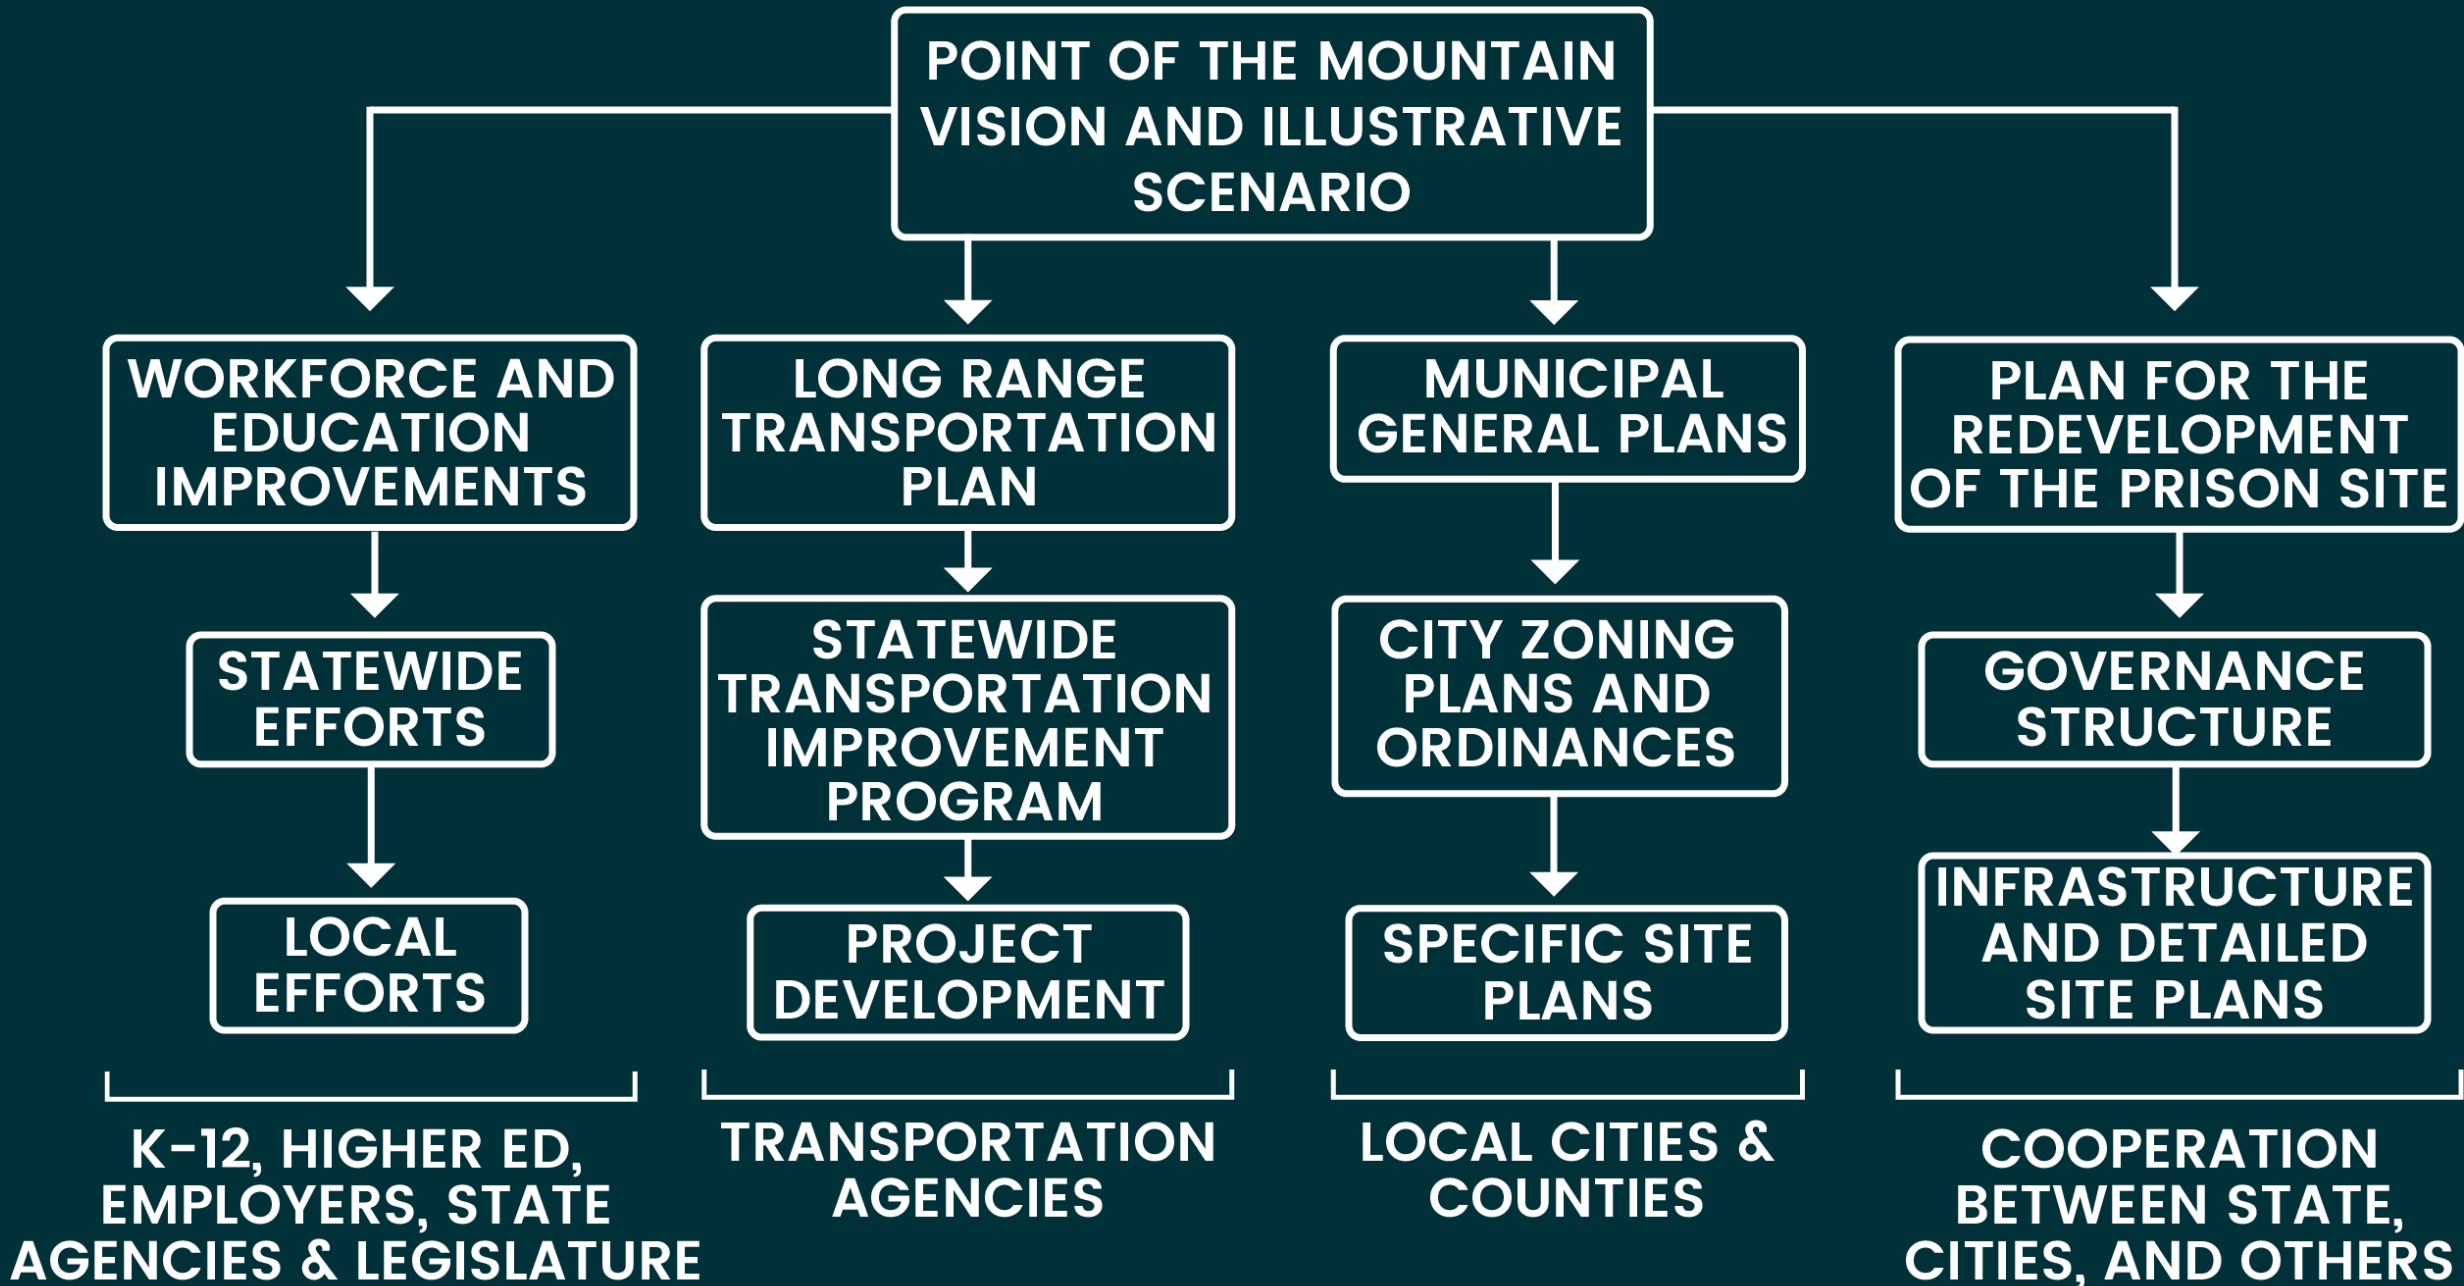 POINT OF THE MOUNTAIN
VISION AND ILLUSTRATIVE
SCENARIO
WORKFORCE AND
EDUCATION
IMPROVEMENTS
STATEWIDE
EFFORTS
LOCAL
EFFORTS
K-12, HIGHER ED,
EMPLOYERS, STATE
AGENCIES & LEGISLATURE
LONG RANGE
TRANSPORTATION
PLAN
STATEWIDE
TRANSPORTATION
IMPROVEMENT
PROGRAM
PROJECT
DEVELOPMENT
TRANSPORTATION
AGENCIES
MUNICIPAL
GENERAL PLANS
CITY ZONING
PLANS AND
ORDINANCES
SPECIFIC SITE
PLANS
LOCAL CITIES &
COUNTIES
PLAN FOR THE
REDEVELOPMENT
OF THE PRISON SITE
GOVERNANCE
STRUCTURE
INFRASTRUCTURE
AND DETAILED
SITE PLANS
COOPERATION
BETWEEN STATE,
CITIES, AND OTHERS